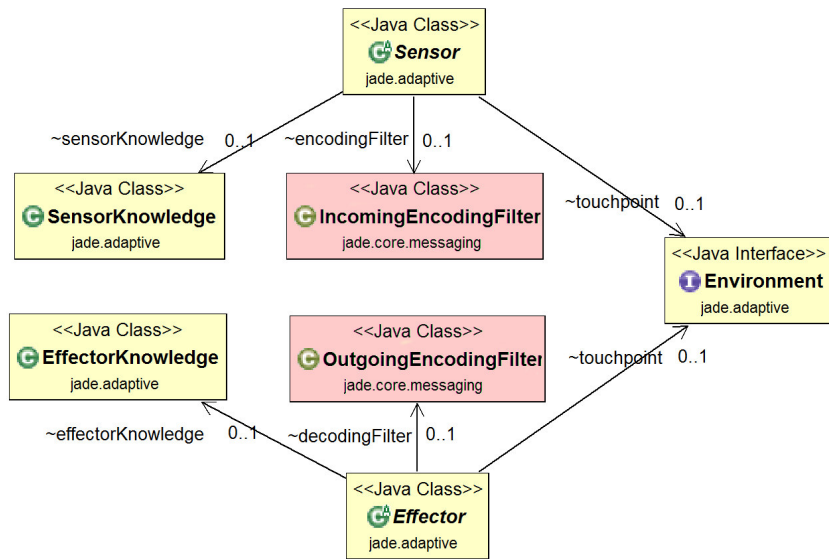 <<Java Class>>
Sensor
jade.adaptive
~sensorKnowledge 0..1 ~encodingFilter 0..1
~touchpoint 0..1
<<Java Class>>
SensorKnowledge
jade.adaptive
<<Java Class>>
IncomingEncodingFilter
jade.core.messaging
<<Java Interface>>
Environment
jade.adaptive
<<Java Class>>
EffectorKnowledge
jade.adaptive
<<Java Class>>
OutgoingEncodingFilter
jade.core.messaging
~touchpoint 0..1
~effectorKnowledge 0..1 ~decodingFilter 0..1
<<Java Class>>
Effector
jade.adaptive